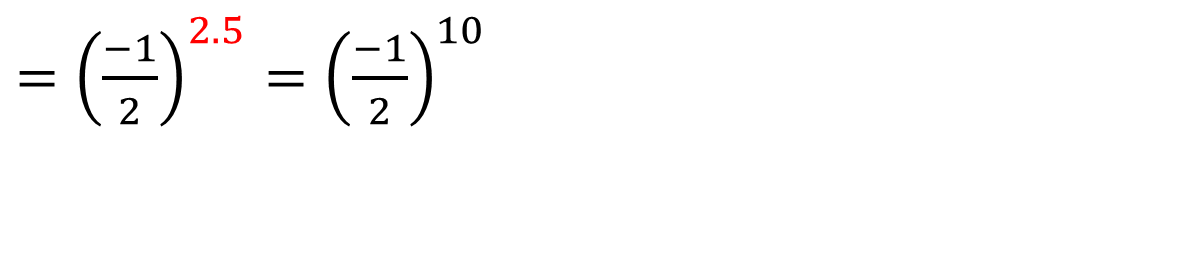 = (−1/2)^2.5 = (−1/2)^10